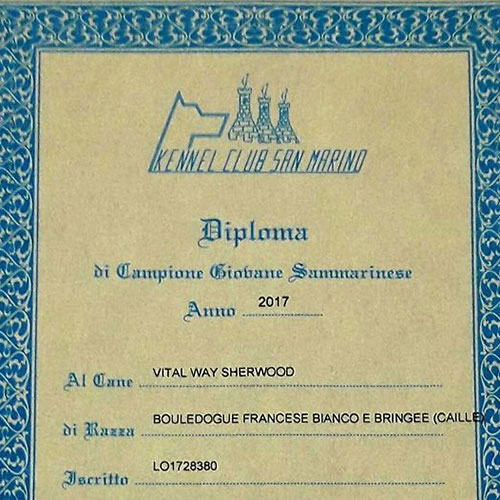 KENNEL CLUB SAN MARINO
Diploma
di Campione Giovane Sammarinese
Anno 2017
Al Cane VITAL WAY SHERWOOD
di Razza BOULEDOGUE FRANCESE BIANCO E BRINGEE (CAILLE)
Iscritto LO1728380